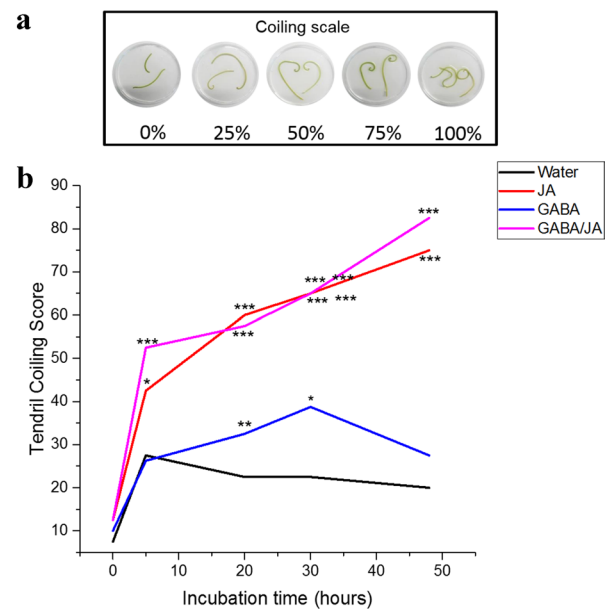 a
Coiling scale
0% 25% 50% 75% 100%
b
Water
JA
GABA
GABA/JA
90
80
70
60
50
40
30
20
10
Tendril Coiling Score
***
***
*** ***
*** ***
***
***
***
*
**
*
0 10 20 30 40 50
Incubation time (hours)